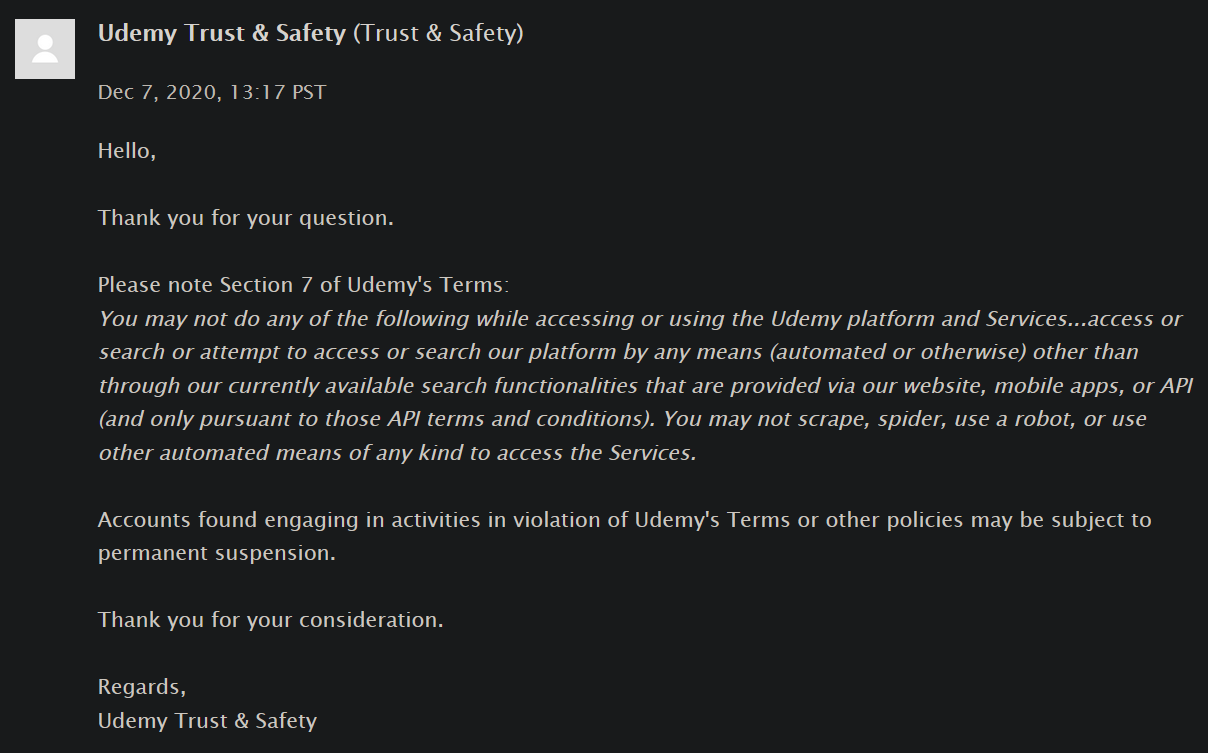 Udemy Trust & Safety (Trust & Safety)
Dec 7, 2020, 13:17 PST
Hello,
Thank you for your question.
Please note Section 7 of Udemy's Terms:
You may not do any of the following while accessing or using the Udemy platform and Services...access or
search or attempt to access or search our platform by any means (automated or otherwise) other than
through our currently available search functionalities that are provided via our website, mobile apps, or API
(and only pursuant to those API terms and conditions). You may not scrape, spider, use a robot, or use
other automated means of any kind to access the Services.
Accounts found engaging in activities in violation of Udemy's Terms or other policies may be subject to
permanent suspension.
Thank you for your consideration.
Regards,
Udemy Trust & Safety